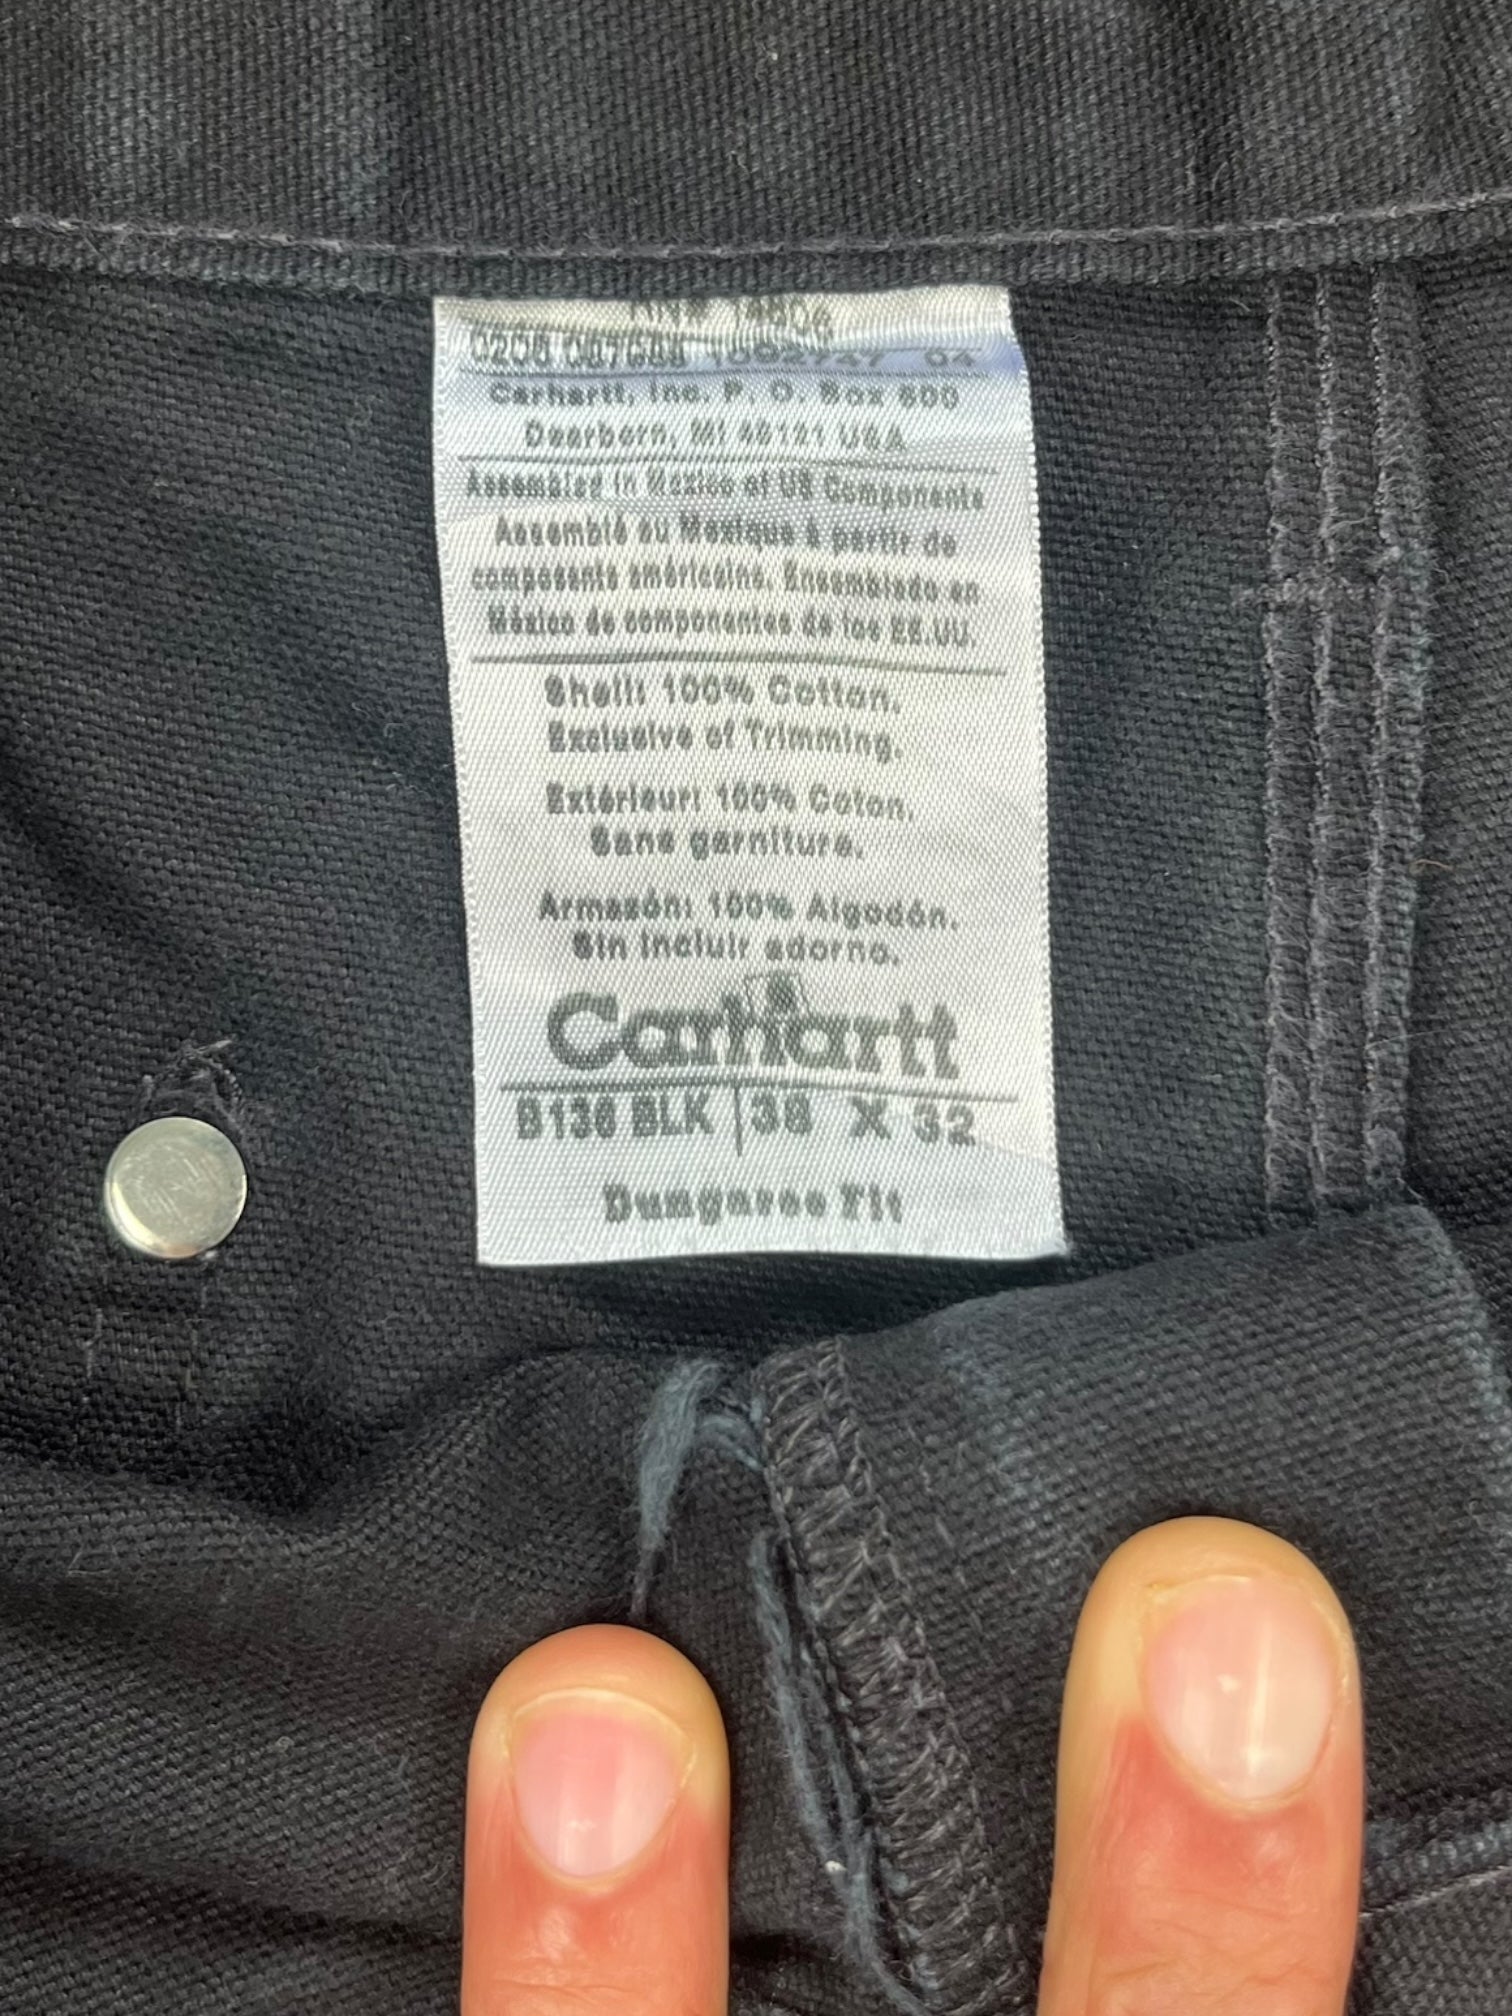 RN# 14806
Carhartt, Inc. P. O. Box 600
Dearborn, MI 48121 USA
Assembled in Mexico of US Components
Assemblé au Mexique à partir de
composants américains. Ensamblado en
México de componentes de los EE.UU.
Shell: 100% Cotton.
Exclusive of Trimming.
Extérieur: 100% Coton.
Sans garniture.
Armazón: 100% Algodón.
Sin incluir adorno.
Carhartt
B136 BLK 38 X 32
Dungaree Fit